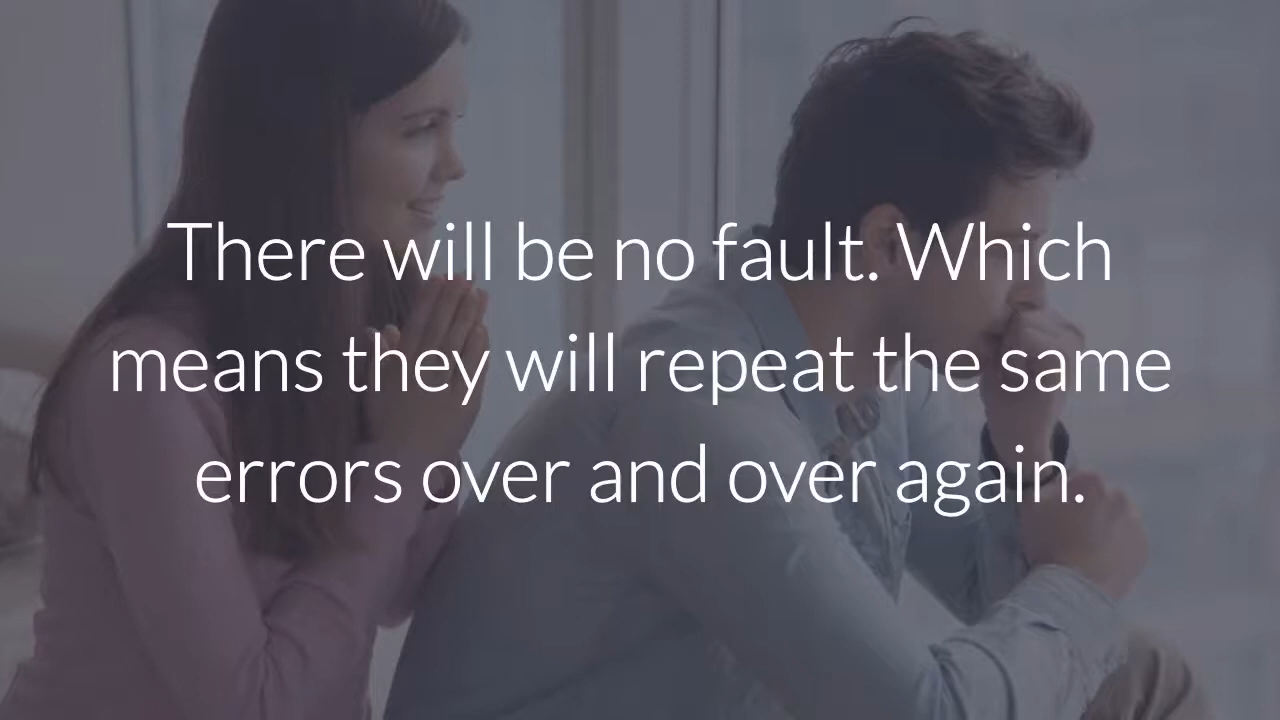 There will be no fault. Which
means they will repeat the same
errors over and over again.